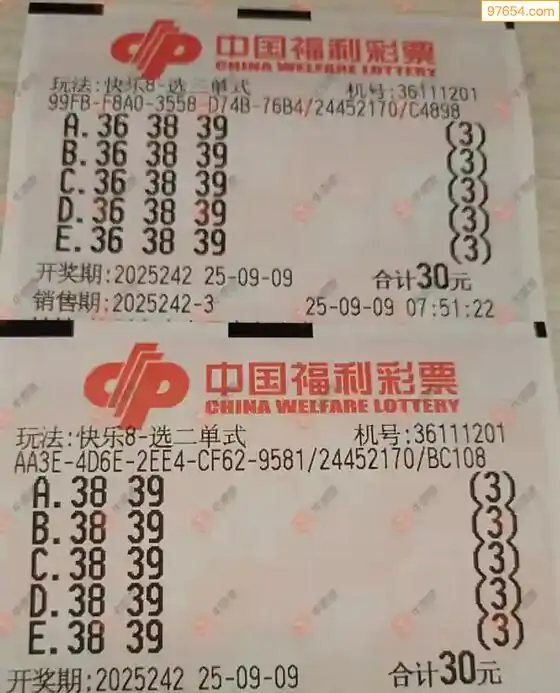 97654.com
中国福利彩票
CHINA WELFARE LOTTERY
玩法:快乐8-选三单式 机号:36111201
99FB-F8A0-3558-D74B-76B4/24452170/C4898
A.36 38 39 (3)
B.36 38 39 (3)
C.36 38 39 (3)
D.36 38 39 (3)
E.36 38 39 (3)
开奖期:2025242 25-09-09 合计30元
销售期:2025242-3 25-09-09 07:51:22
中国福利彩票
CHINA WELFARE LOTTERY
玩法:快乐8-选二单式 机号:36111201
AA3E-4D6E-2EE4-CF62-9581/24452170/BC108
A.38 39 (3)
B.38 39 (3)
C.38 39 (3)
D.38 39 (3)
E.38 39 (3)
开奖期:2025242 25-09-09 合计30元